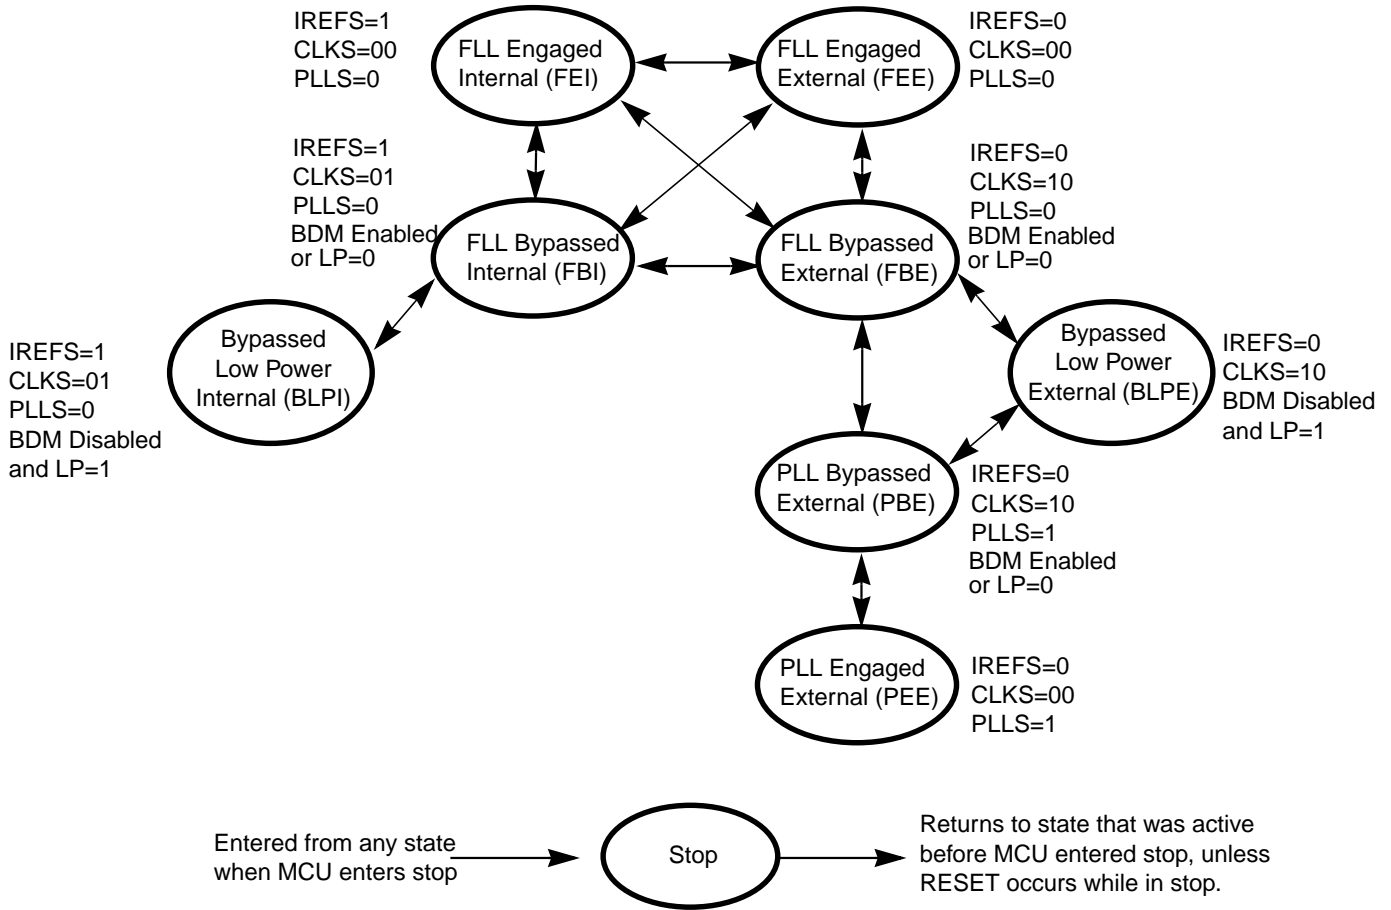 IREFS=1
CLKS=00
PLLS=0
FLL Engaged
Internal (FEI)
FLL Engaged
External (FEE)
IREFS=0
CLKS=00
PLLS=0
IREFS=1
CLKS=01
PLLS=0
BDM Enabled
or LP=0
FLL Bypassed
Internal (FBI)
FLL Bypassed
External (FBE)
IREFS=0
CLKS=10
PLLS=0
BDM Enabled
or LP=0
IREFS=1
CLKS=01
PLLS=0
BDM Disabled
and LP=1
Bypassed
Low Power
Internal (BLPI)
Bypassed
Low Power
External (BLPE)
IREFS=0
CLKS=10
BDM Disabled
and LP=1
PLL Bypassed
External (PBE)
IREFS=0
CLKS=10
PLLS=1
BDM Enabled
or LP=0
PLL Engaged
External (PEE)
IREFS=0
CLKS=00
PLLS=1
Entered from any state
when MCU enters stop
Stop
Returns to state that was active
before MCU entered stop, unless
RESET occurs while in stop.